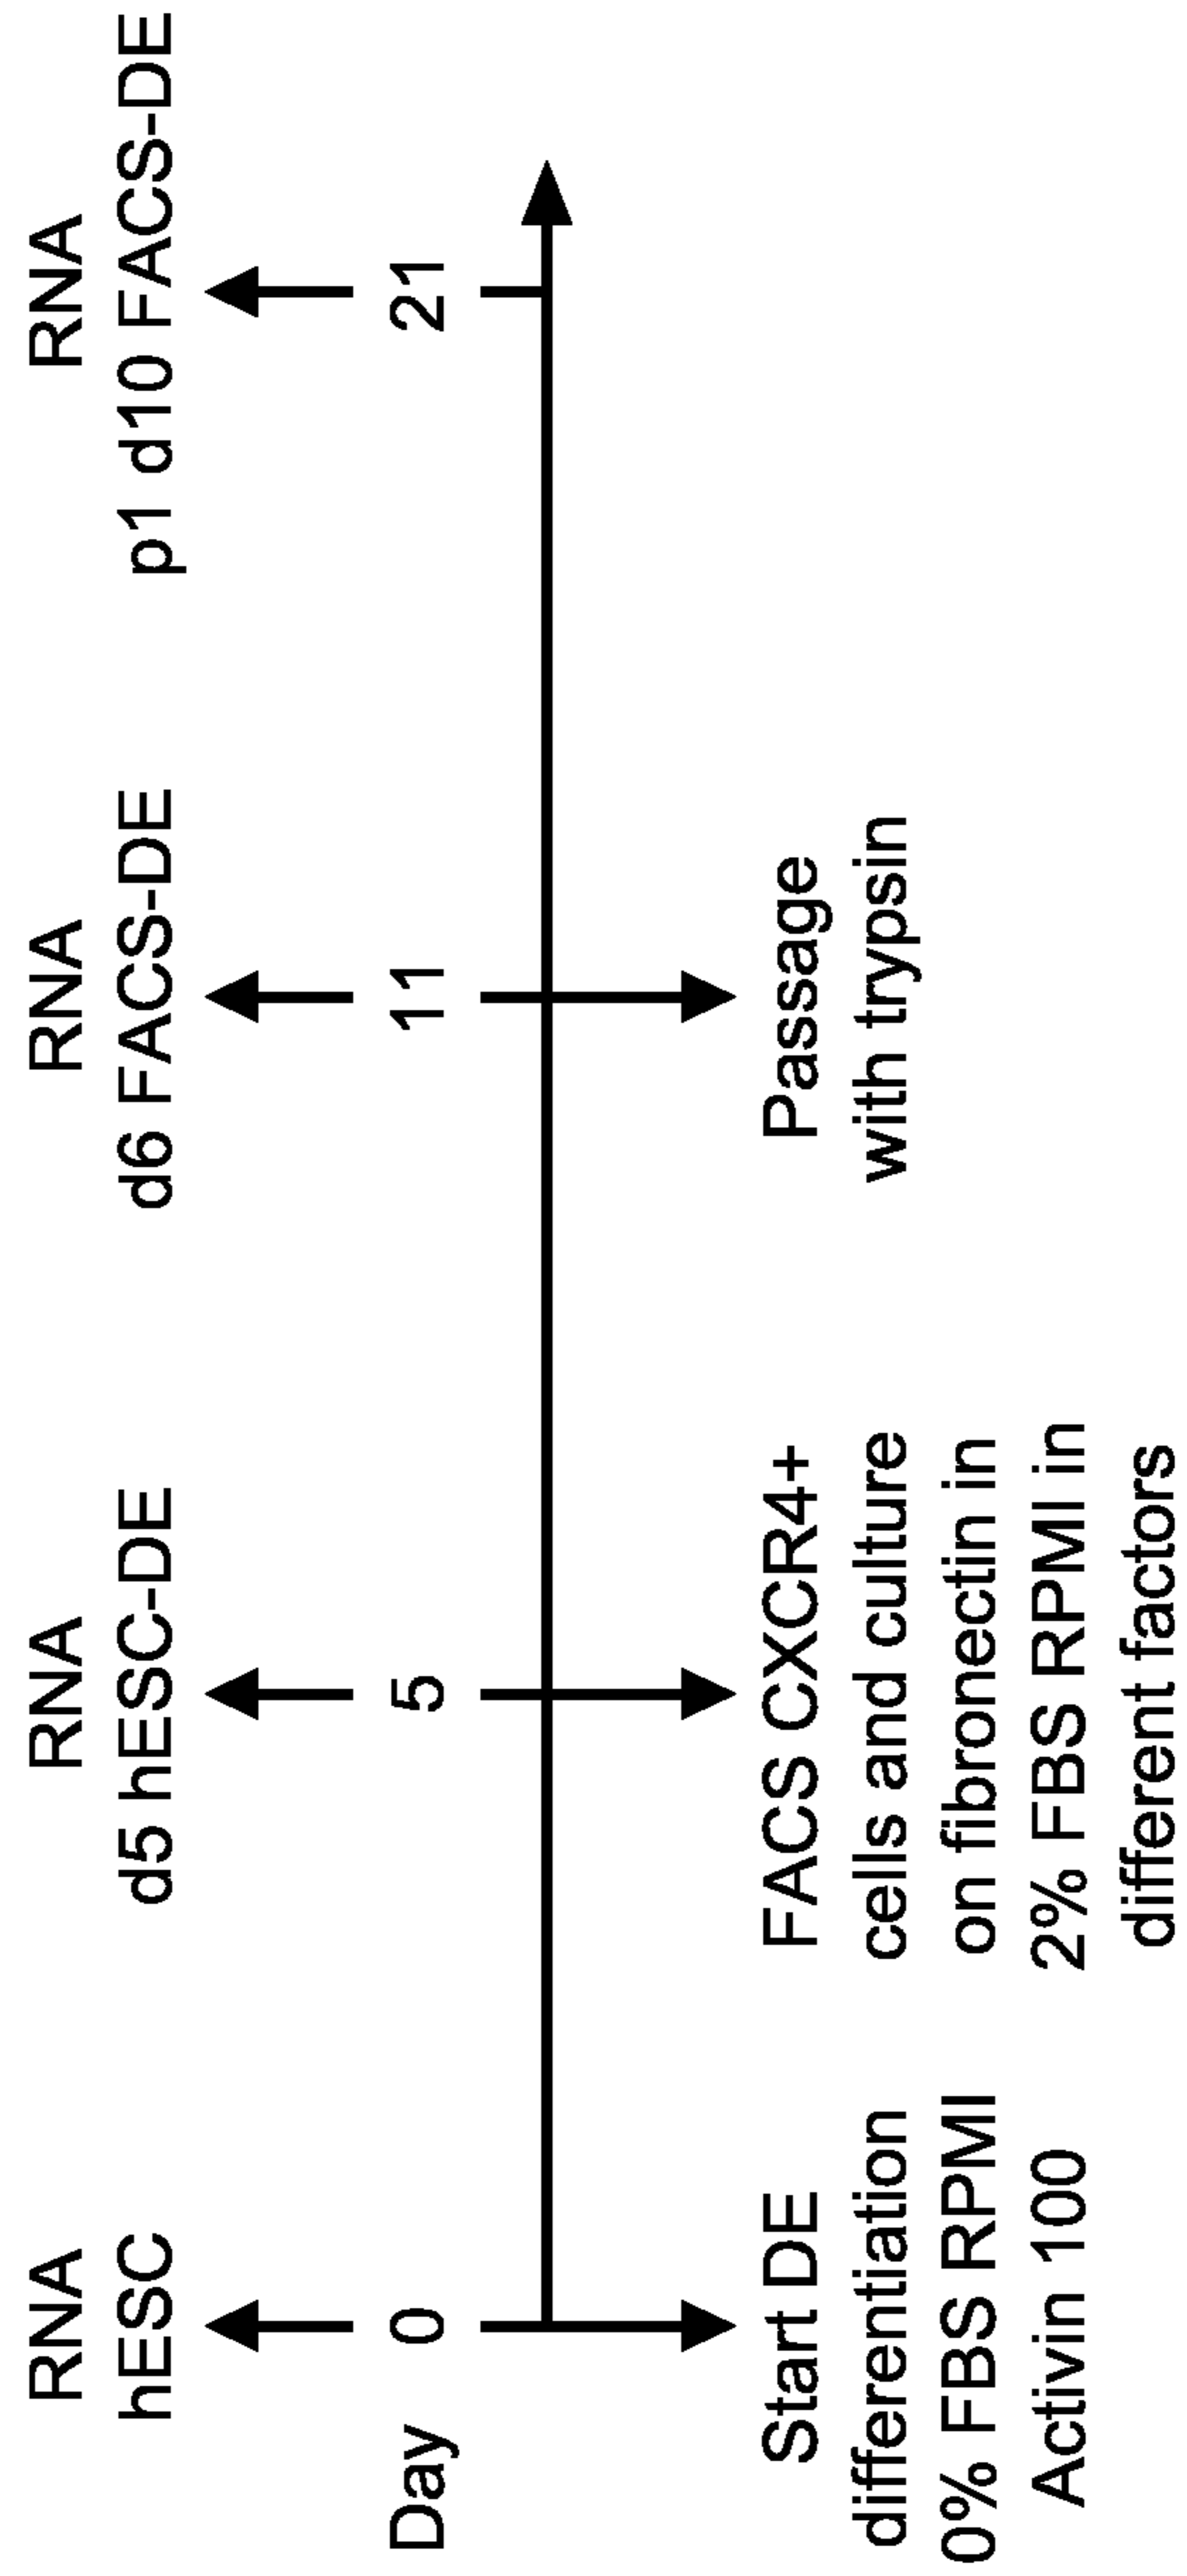 RNA
hESC
RNA
d5 hESC-DE
RNA
d6 FACS-DE
RNA
p1 d10 FACS-DE
Day 0 5 11 21
Start DE
differentiation
0% FBS RPMI
Activin 100
FACS CXCR4+
cells and culture
on fibronectin in
2% FBS RPMI in
different factors
Passage
with trypsin